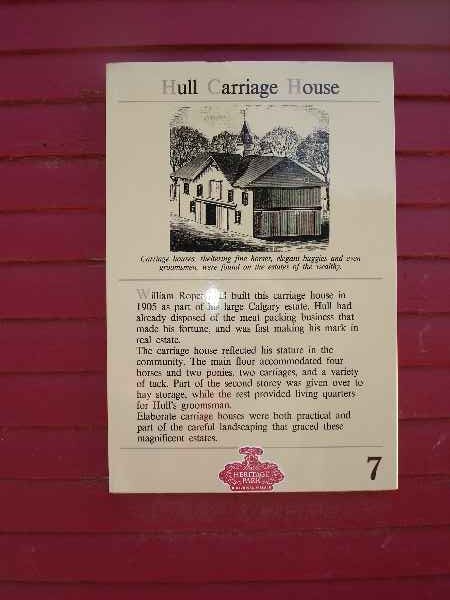 Hull Carriage House
Carriage houses, sheltering fine horses, elegant buggies and even
groomsmen, were found on the estates of the wealthy.
William Roper Hull built this carriage house in
1905 as part of his large Calgary estate. Hull had
already disposed of the meat packing business that
made his fortune, and was fast making his mark in
real estate.
The carriage house reflected his stature in the
community. The main floor accommodated four
horses and two ponies, two carriages, and a variety
of tack. Part of the second storey was given over to
hay storage, while the rest provided living quarters
for Hull's groomsman.
Elaborate carriage houses were both practical and
part of the careful landscaping that graced these
magnificent estates.
HERITAGE
PARK
7